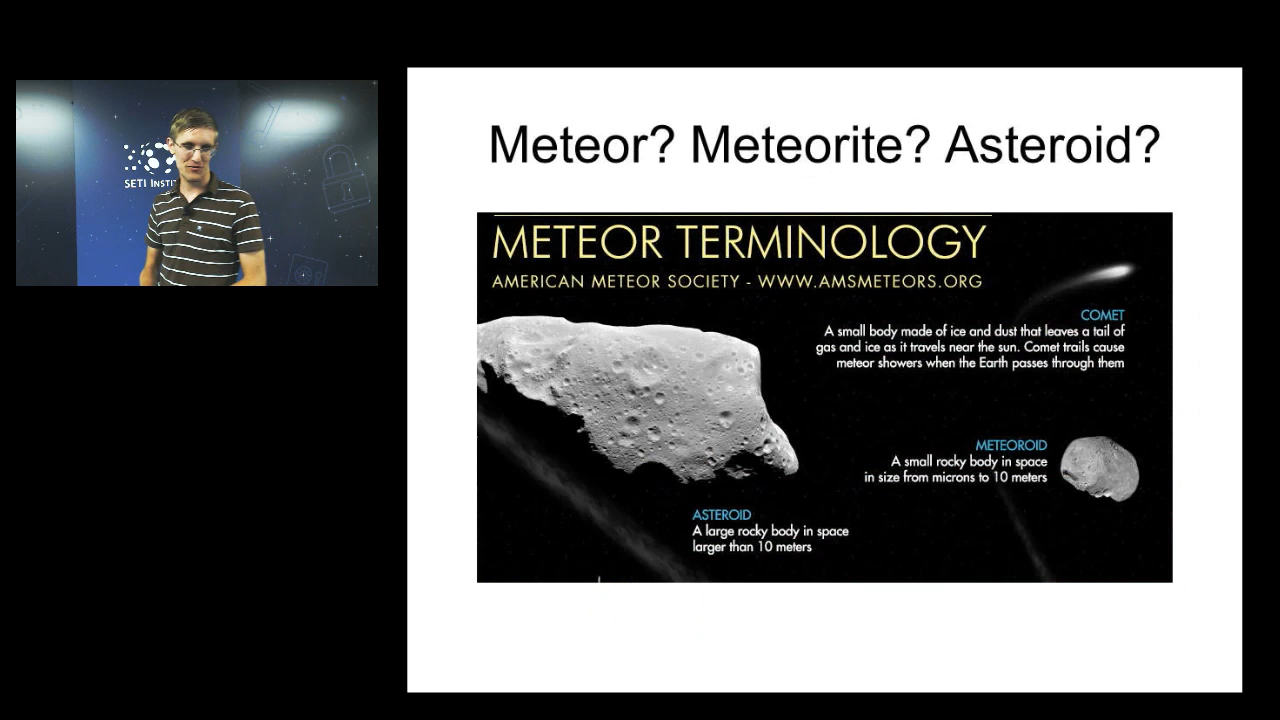 SETI INSTI
Meteor? Meteorite? Asteroid?
METEOR TERMINOLOGY
AMERICAN METEOR SOCIETY - WWW.AMSMETEORS.ORG
COMET
A small body made of ice and dust that leaves a tail of
gas and ice as it travels near the sun. Comet trails cause
meteor showers when the Earth passes through them
METEOROID
A small rocky body in space
in size from microns to 10 meters
ASTEROID
A large rocky body in space
larger than 10 meters